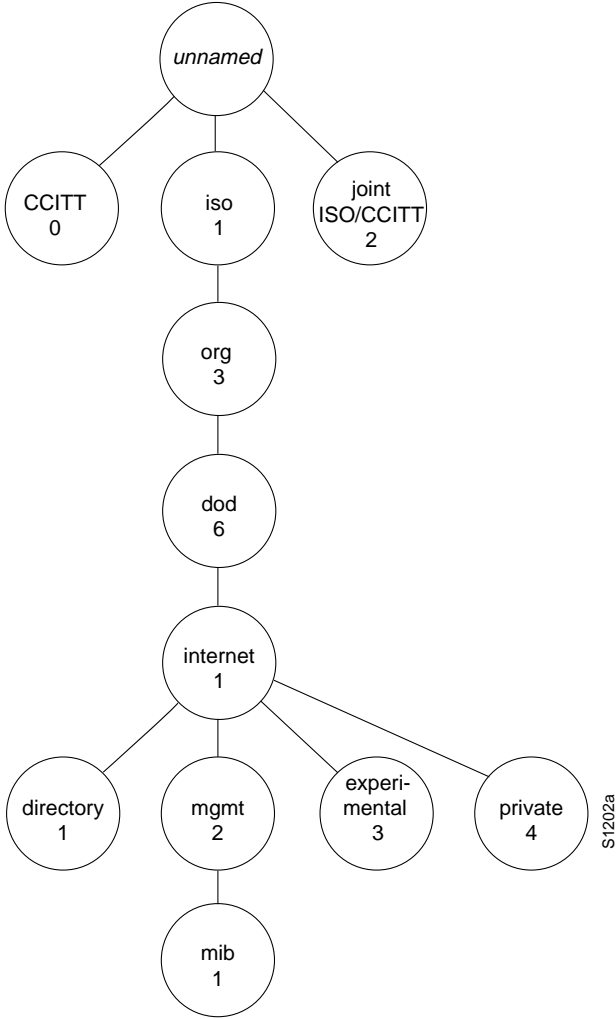 unnamed
CCITT
0
iso
1
joint
ISO/CCITT
2
org
3
dod
6
internet
1
directory
1
mgmt
2
experi-
mental
3
private
4
mib
1
S1202a